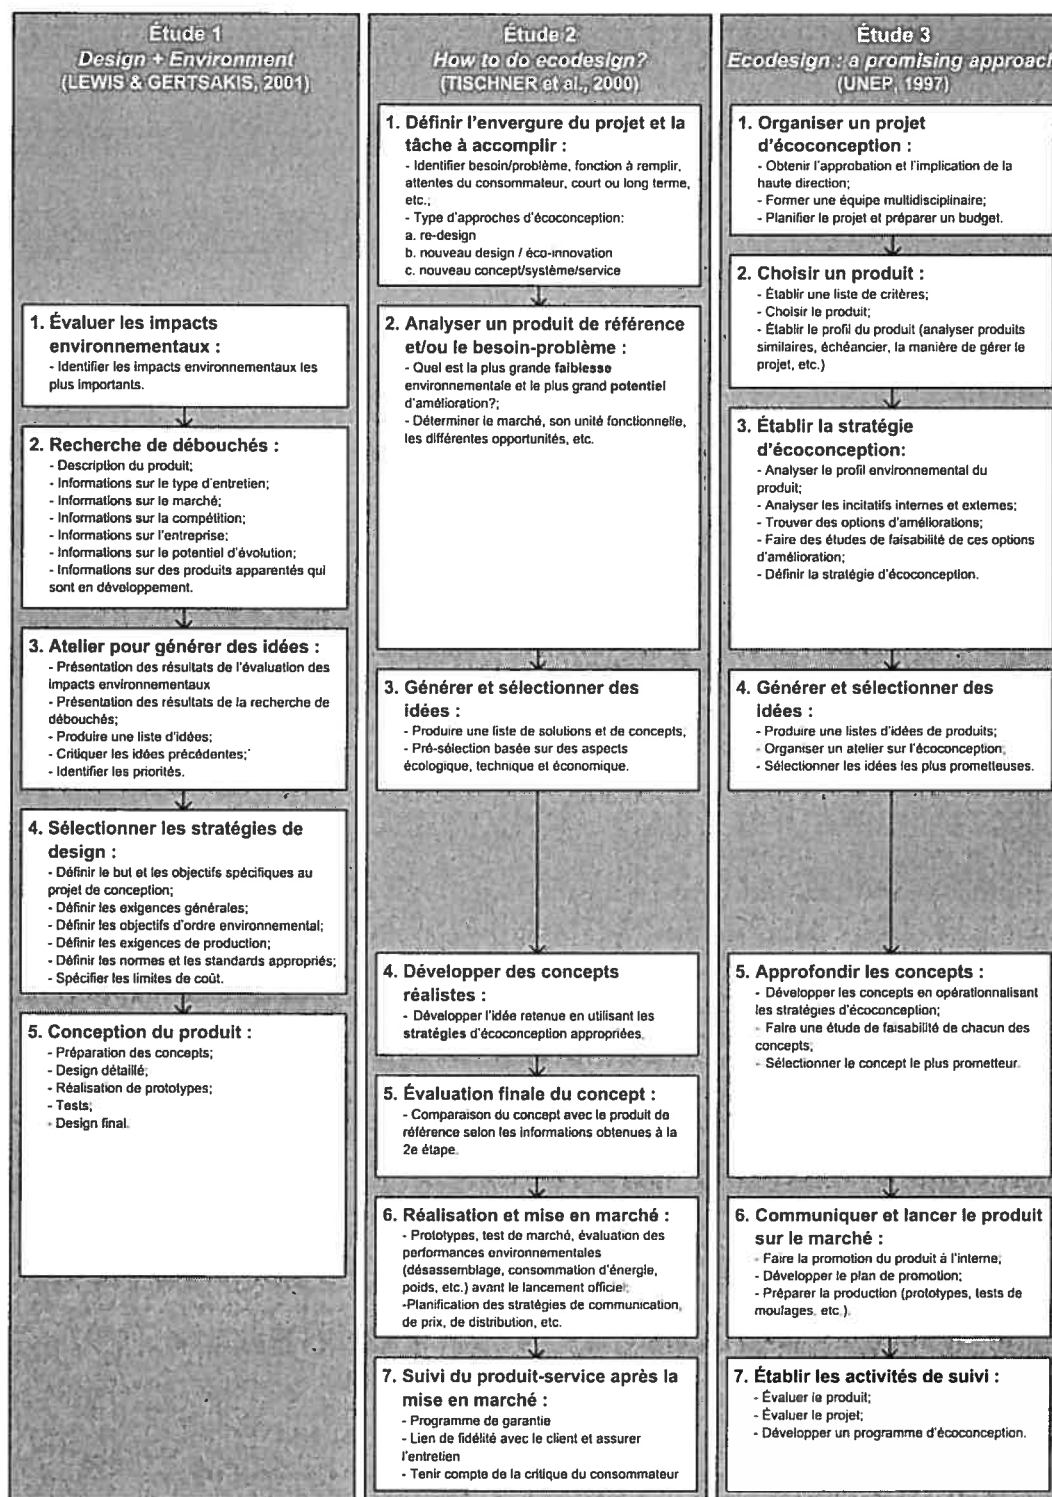 Étude 1
Design + Environment
(LEWIS & GERTSAKIS, 2001)
1. Évaluer les impacts
environnementaux :
- Identifier les impacts environnementaux les
plus importants.
2. Recherche de débouchés :
- Description du produit;
- Informations sur le type d'entretien;
- Informations sur le marché;
- Informations sur la compétition;
- Informations sur l'entreprise;
- Informations sur le potentiel d'évolution;
- Informations sur des produits apparentés qui
sont en développement.
3. Atelier pour générer des idées :
- Présentation des résultats de l'évaluation des
impacts environnementaux
- Présentation des résultats de la recherche de
débouchés;
- Produire une liste d'idées;
- Critiquer les idées précédentes;
- Identifier les priorités.
4. Sélectionner les stratégies de
design :
- Définir le but et les objectifs spécifiques au
projet de conception;
- Définir les exigences générales;
- Définir les objectifs d'ordre environnemental;
- Définir les exigences de production;
- Définir les normes et les standards appropriés;
- Spécifier les limites de coût.
5. Conception du produit :
- Préparation des concepts;
- Design détaillé;
- Réalisation de prototypes;
- Tests;
- Design final.
Étude 2
How to do ecodesign?
(TISCHNER et al., 2000)
1. Définir l'envergure du projet et la
tâche à accomplir :
- Identifier besoin/problème, fonction à remplir,
attentes du consommateur, court ou long terme,
etc.;
- Type d'approches d'écoconception:
a. re-design
b. nouveau design / éco-innovation
c. nouveau concept/système/service
2. Analyser un produit de référence
et/ou le besoin-problème :
- Quel est la plus grande faiblesse
environnementale et le plus grand potentiel
d'amélioration?;
- Déterminer le marché, son unité fonctionnelle,
les différentes opportunités, etc.
3. Générer et sélectionner des
idées :
- Produire une liste de solutions et de concepts;
- Pré-sélection basée sur des aspects
écologique, technique et économique.
4. Développer des concepts
réalistes :
- Développer l'idée retenue en utilisant les
stratégies d'écoconception appropriées.
5. Évaluation finale du concept :
- Comparaison du concept avec le produit de
référence selon les informations obtenues à la
2e étape.
6. Réalisation et mise en marché :
- Prototypes, test de marché, évaluation des
performances environnementales
(désassemblage, consommation d'énergie,
poids, etc.) avant le lancement officiel;
-Planification des stratégies de communication,
de prix, de distribution, etc.
7. Suivi du produit-service après la
mise en marché :
- Programme de garantie
- Lien de fidélité avec le client et assurer
l'entretien
- Tenir compte de la critique du consommateur
Étude 3
Ecodesign : a promising approach
(UNEP, 1997)
1. Organiser un projet
d'écoconception :
- Obtenir l'approbation et l'implication de la
haute direction;
- Former une équipe multidisciplinaire;
- Planifier le projet et préparer un budget.
2. Choisir un produit :
- Établir une liste de critères;
- Choisir le produit;
- Établir le profil du produit (analyser produits
similaires, échéancier, la manière de gérer le
projet, etc.)
3. Établir la stratégie
d'écoconception:
- Analyser le profil environnemental du
produit;
- Analyser les incitatifs internes et externes;
- Trouver des options d'améliorations;
- Faire des études de faisabilité de ces options
d'amélioration;
- Définir la stratégie d'écoconception.
4. Générer et sélectionner des
idées :
- Produire une listes d'idées de produits;
- Organiser un atelier sur l'écoconception;
- Sélectionner les idées les plus prometteuses.
5. Approfondir les concepts :
- Développer les concepts en opérationnalisant
les stratégies d'écoconception;
- Faire une étude de faisabilité de chacun des
concepts;
- Sélectionner le concept le plus prometteur.
6. Communiquer et lancer le produit
sur le marché :
- Faire la promotion du produit à l'interne;
- Développer le plan de promotion;
- Préparer la production (prototypes, tests de
moulages, etc.).
7. Établir les activités de suivi :
- Évaluer le produit;
- Évaluer le projet;
- Développer un programme d'écoconception.